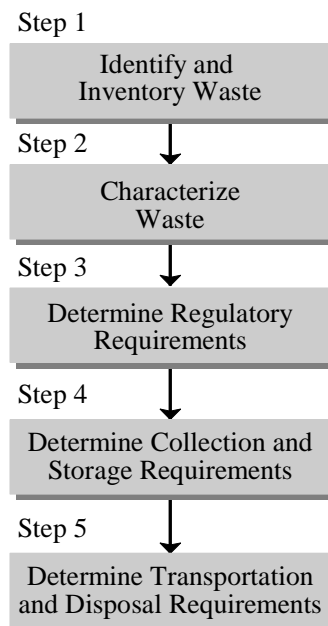 Step 1
Identify and
Inventory Waste
Step 2
Characterize
Waste
Step 3
Determine Regulatory
Requirements
Step 4
Determine Collection and
Storage Requirements
Step 5
Determine Transportation
and Disposal Requirements